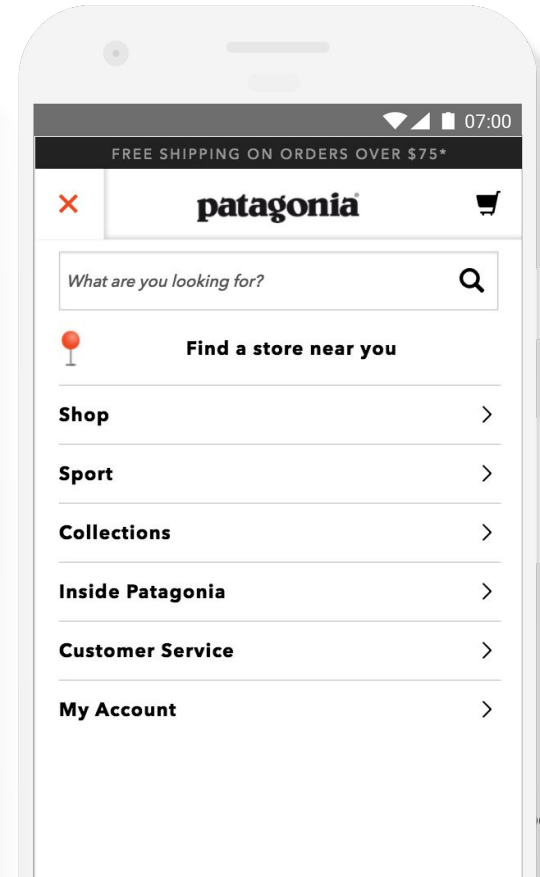 07:00
FREE SHIPPING ON ORDERS OVER $75*
patagonia
What are you looking for?
Find a store near you
Shop
Sport
Collections
Inside Patagonia
Customer Service
My Account